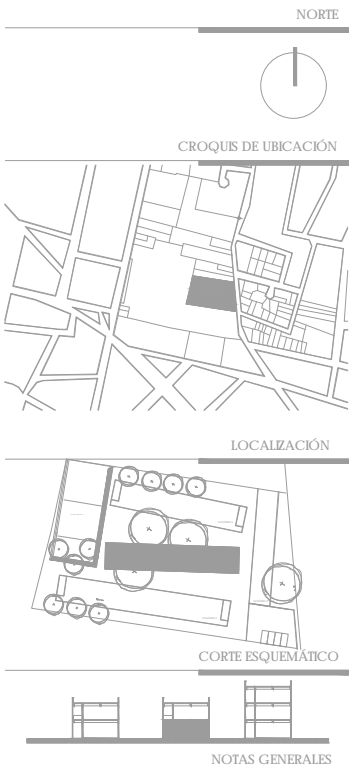 NORTE
CROQUIS DE UBICACIÓN
LOCALIZACIÓN
CORTE ESQUEMÁTICO
NOTAS GENERALES